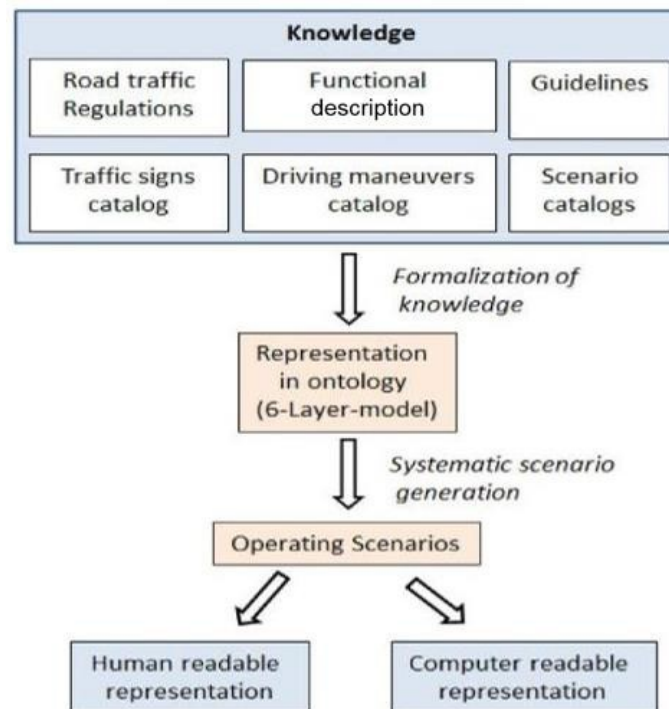 Knowledge
Road traffic
Regulations
Functional
description
Guidelines
Traffic signs
catalog
Driving maneuvers
catalog
Scenario
catalogs
Formalization of
knowledge
Representation
in ontology
(6-Layer-model)
Systematic scenario
generation
Operating Scenarios
Human readable
representation
Computer readable
representation